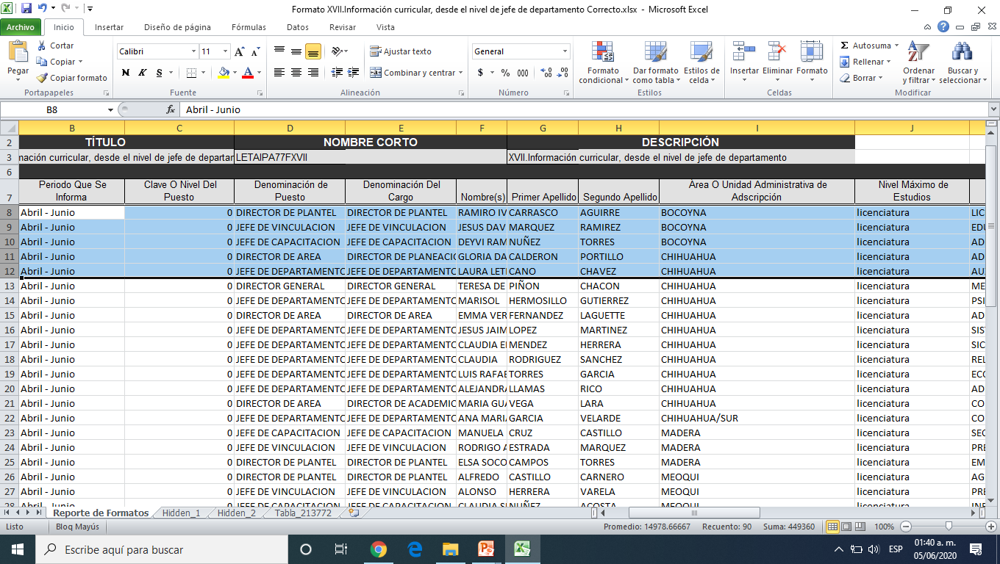 Formato XVII.Información curricular, desde el nivel de jefe de departamento Correcto.xlsx - Microsoft Excel
Archivo Inicio Insertar Diseño de página Fórmulas Datos Revisar Vista
Pegar Cortar Copiar Copiar formato Portapapeles
Calibri 11 N K S Fuente
Ajustar texto Combinar y centrar Alineación
General $ % 000 Número
Formato condicional Dar formato como tabla Estilos de celda Estilos
Insertar Eliminar Formato Celdas
Autosuma Rellenar Borrar Ordenar y filtrar Buscar y seleccionar Modificar
B8 fx Abril - Junio
B C D E F G H I J
2 TÍTULO NOMBRE CORTO DESCRIPCIÓN
3 mación curricular, desde el nivel de jefe de departar LETAIPA77FXVII XVII.Información curricular, desde el nivel de jefe de departamento
6
7 Periodo Que Se Informa Clave O Nivel Del Puesto Denominación de Puesto Denominación Del Cargo Nombre(s) Primer Apellido Segundo Apellido Área O Unidad Administrativa de Adscripción Nivel Máximo de Estudios
8 Abril - Junio 0 DIRECTOR DE PLANTEL DIRECTOR DE PLANTEL RAMIRO IV CARRASCO AGUIRRE BOCOYNA licenciatura LIC
9 Abril - Junio 0 JEFE DE VINCULACION JEFE DE VINCULACION JESUS DAV MARQUEZ RAMIREZ BOCOYNA licenciatura EDU
10 Abril - Junio 0 JEFE DE CAPACITACION JEFE DE CAPACITACION DEYVI RAM NUÑEZ TORRES BOCOYNA licenciatura AD
11 Abril - Junio 0 DIRECTOR DE AREA DIRECTOR DE PLANEACIO GLORIA DA CALDERON PORTILLO CHIHUAHUA licenciatura AD
12 Abril - Junio 0 JEFE DE DEPARTAMENTO JEFE DE DEPARTAMENTO LAURA LET CANO CHAVEZ CHIHUAHUA licenciatura AU
13 Abril - Junio 0 DIRECTOR GENERAL DIRECTOR GENERAL TERESA DE PIÑON CHACON CHIHUAHUA licenciatura ME
14 Abril - Junio 0 JEFE DE DEPARTAMENTO JEFE DE DEPARTAMENTO MARISOL HERMOSILLO GUTIERREZ CHIHUAHUA licenciatura PSI
15 Abril - Junio 0 DIRECTOR DE AREA DIRECTOR DE AREA EMMA VER FERNANDEZ LAGUETTE CHIHUAHUA licenciatura AD
16 Abril - Junio 0 JEFE DE DEPARTAMENTO JEFE DE DEPARTAMENTO JESUS JAIM LOPEZ MARTINEZ CHIHUAHUA licenciatura SIS
17 Abril - Junio 0 JEFE DE DEPARTAMENTO JEFE DE DEPARTAMENTO CLAUDIA EL MENDEZ HERRERA CHIHUAHUA licenciatura SIC
18 Abril - Junio 0 JEFE DE DEPARTAMENTO JEFE DE DEPARTAMENTO CLAUDIA RODRIGUEZ SANCHEZ CHIHUAHUA licenciatura REL
19 Abril - Junio 0 JEFE DE DEPARTAMENTO JEFE DE DEPARTAMENTO LUIS RAFAE TORRES GARCIA CHIHUAHUA licenciatura ECO
20 Abril - Junio 0 JEFE DE DEPARTAMENTO JEFE DE DEPARTAMENTO ALEJANDRA LLAMAS RICO CHIHUAHUA licenciatura AD
21 Abril - Junio 0 DIRECTOR DE AREA DIRECTOR DE ACADEMIC MARIA GUA VEGA LARA CHIHUAHUA licenciatura CO
22 Abril - Junio 0 JEFE DE DEPARTAMENTO JEFE DE DEPARTAMENTO ANA MARIA GARCIA VELARDE CHIHUAHUA/SUR licenciatura CO
23 Abril - Junio 0 JEFE DE CAPACITACION JEFE DE CAPACITACION MANUELA CRUZ CASTILLO MADERA licenciatura SEC
24 Abril - Junio 0 JEFE DE VINCULACION JEFE DE VINCULACION RODRIGO A ESTRADA MARQUEZ MADERA licenciatura PRE
25 Abril - Junio 0 DIRECTOR DE PLANTEL DIRECTOR DE PLANTEL ELSA SOCO CAMPOS TORRES MADERA licenciatura EM
26 Abril - Junio 0 DIRECTOR DE PLANTEL DIRECTOR DE PLANTEL ALFREDO CASTILLO CARNERO MEOQUI licenciatura AG
27 Abril - Junio 0 JEFE DE VINCULACION JEFE DE VINCULACION ALONSO HERRERA VARELA MEOQUI licenciatura PRE
28 Abril - Junio 0 JEFE DE CAPACITACION JEFE DE CAPACITACION CLAUDIA NUÑEZ ACOSTA MEOQUI licenciatura
Reporte de Formatos Hidden_1 Hidden_2 Tabla_213772
Listo Bloq Mayús Promedio: 14978.66667 Recuento: 90 Suma: 449360 100%
Escribe aquí para buscar ESP 01:40 a. m.
05/06/2020